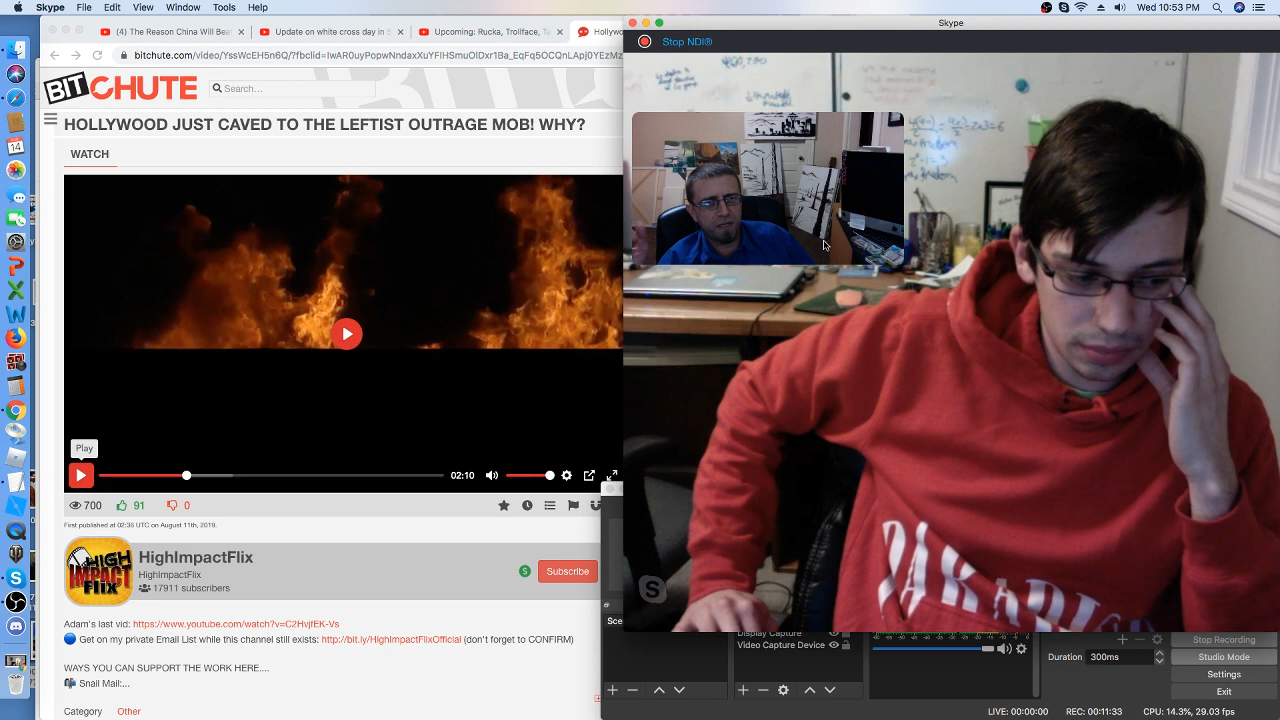 Skype File Edit View Window Tools Help
Wed 10:53 PM
(4) The Reason China Will Bea
Update on white cross day in S
Upcoming: Rucka, Trollface, Ta
Hollywo
bitchute.com/video/YssWcEH5n6Q/?fbclid=
BITCHUTE
Search...
HOLLYWOOD JUST CAVED TO THE LEFTIST OUTRAGE MOB! WHY?
WATCH
Play
02:10
700 91 0
First published at 02:36 UTC on August 11th, 2019.
HIGH IMPACT Flix
HighImpactFlix
HighImpactFlix
17911 subscribers
Subscribe
Adam's last vid: https://www.youtube.com/watch?v=C2HvjfEK-Vs
Get on my private Email List while this channel still exists: http://bit.ly/HighImpactFlixOfficial (don't forget to CONFIRM)
WAYS YOU CAN SUPPORT THE WORK HERE....
Snail Mail:...
Category Other
Skype
Stop NDI®
Sce
Display Capture
Video Capture Device
Duration 300ms
Stop Recording
Studio Mode
Settings
Exit
LIVE: 00:00:00 REC: 00:11:33 CPU: 14.3%, 29.03 fps